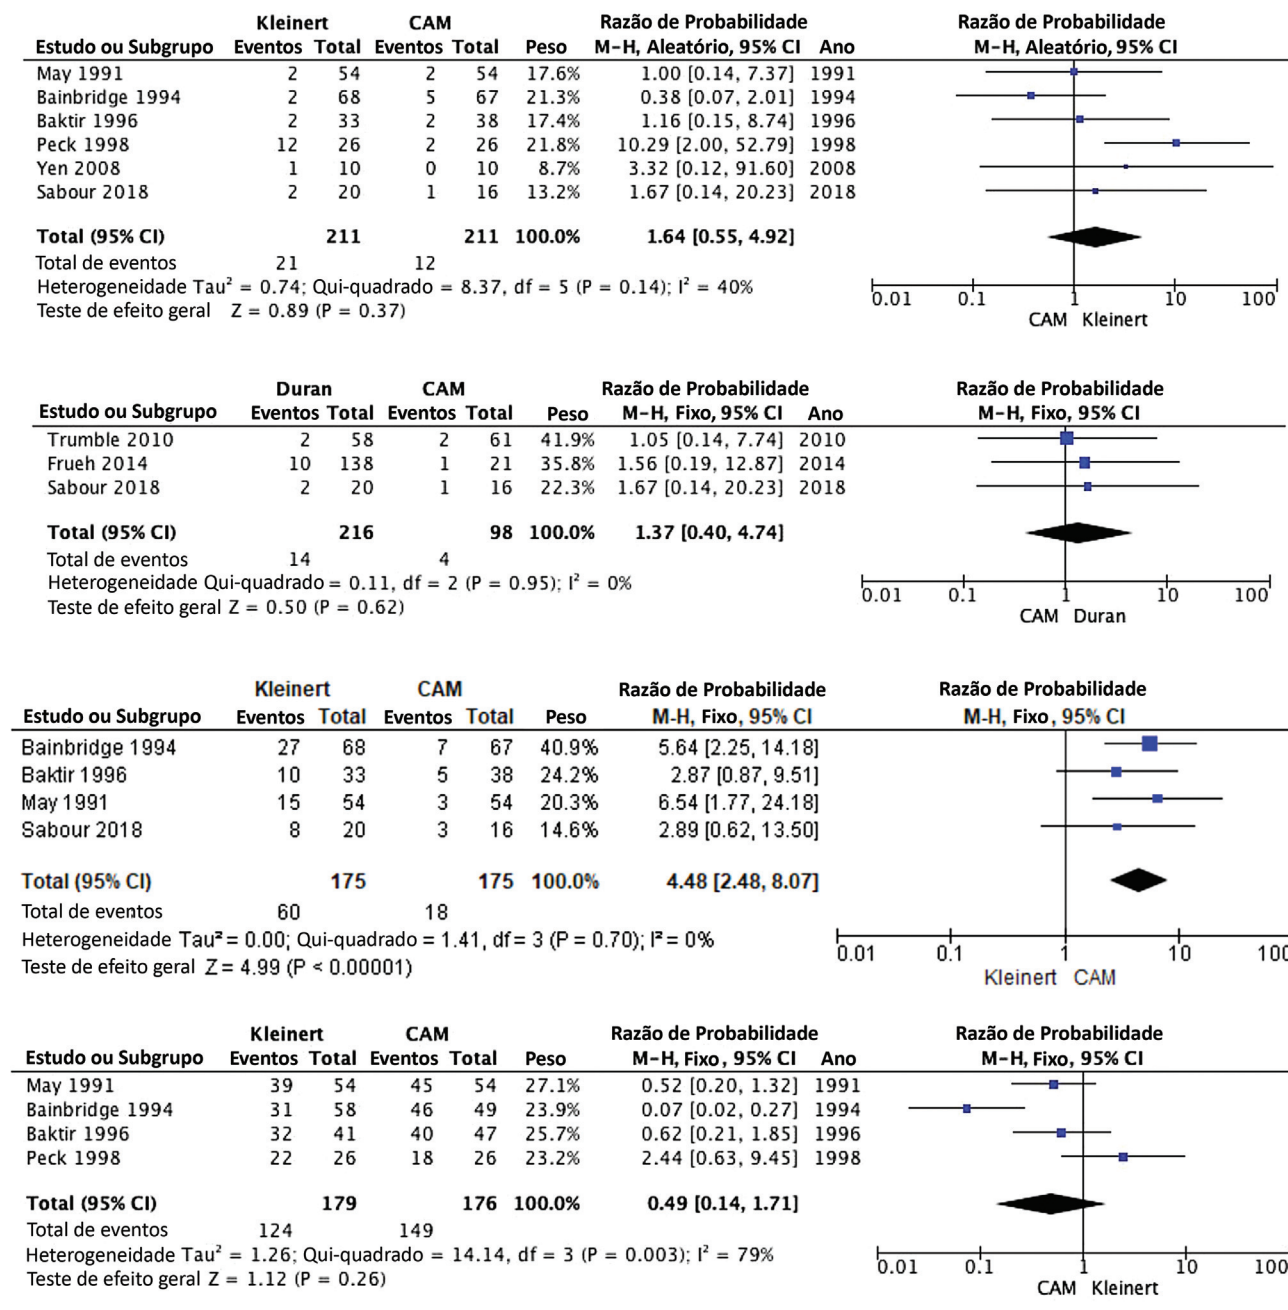 Kleinert CAM Razão de Probabilidade Razão de Probabilidade
Estudo ou Subgrupo Eventos Total Eventos Total Peso M-H, Aleatório, 95% CI Ano M-H, Aleatório, 95% CI
May 1991 2 54 2 54 17.6% 1.00 [0.14, 7.37] 1991
Bainbridge 1994 2 68 5 67 21.3% 0.38 [0.07, 2.01] 1994
Baktir 1996 2 33 2 38 17.4% 1.16 [0.15, 8.74] 1996
Peck 1998 12 26 2 26 21.8% 10.29 [2.00, 52.79] 1998
Yen 2008 1 10 0 10 8.7% 3.32 [0.12, 91.60] 2008
Sabour 2018 2 20 1 16 13.2% 1.67 [0.14, 20.23] 2018
Total (95% CI) 211 211 100.0% 1.64 [0.55, 4.92]
Total de eventos 21 12
Heterogeneidade Tau² = 0.74; Qui-quadrado = 8.37, df = 5 (P = 0.14); I² = 40%
Teste de efeito geral Z = 0.89 (P = 0.37)
0.01 0.1 1 10 100
CAM Kleinert
Duran CAM Razão de Probabilidade Razão de Probabilidade
Estudo ou Subgrupo Eventos Total Eventos Total Peso M-H, Fixo, 95% CI Ano M-H, Fixo, 95% CI
Trumble 2010 2 58 2 61 41.9% 1.05 [0.14, 7.74] 2010
Frueh 2014 10 138 1 21 35.8% 1.56 [0.19, 12.87] 2014
Sabour 2018 2 20 1 16 22.3% 1.67 [0.14, 20.23] 2018
Total (95% CI) 216 98 100.0% 1.37 [0.40, 4.74]
Total de eventos 14 4
Heterogeneidade Qui-quadrado = 0.11, df = 2 (P = 0.95); I² = 0%
Teste de efeito geral Z = 0.50 (P = 0.62)
0.01 0.1 1 10 100
CAM Duran
Kleinert CAM Razão de Probabilidade Razão de Probabilidade
Estudo ou Subgrupo Eventos Total Eventos Total Peso M-H, Fixo, 95% CI M-H, Fixo, 95% CI
Bainbridge 1994 27 68 7 67 40.9% 5.64 [2.25, 14.18]
Baktir 1996 10 33 5 38 24.2% 2.87 [0.87, 9.51]
May 1991 15 54 3 54 20.3% 6.54 [1.77, 24.18]
Sabour 2018 8 20 3 16 14.6% 2.89 [0.62, 13.50]
Total (95% CI) 175 175 100.0% 4.48 [2.48, 8.07]
Total de eventos 60 18
Heterogeneidade Tau² = 0.00; Qui-quadrado = 1.41, df = 3 (P = 0.70); I² = 0%
Teste de efeito geral Z = 4.99 (P < 0.00001)
0.01 0.1 1 10 100
Kleinert CAM
Kleinert CAM Razão de Probabilidade Razão de Probabilidade
Estudo ou Subgrupo Eventos Total Eventos Total Peso M-H, Fixo, 95% CI Ano M-H, Fixo, 95% CI
May 1991 39 54 45 54 27.1% 0.52 [0.20, 1.32] 1991
Bainbridge 1994 31 58 46 49 23.9% 0.07 [0.02, 0.27] 1994
Baktir 1996 32 41 40 47 25.7% 0.62 [0.21, 1.85] 1996
Peck 1998 22 26 18 26 23.2% 2.44 [0.63, 9.45] 1998
Total (95% CI) 179 176 100.0% 0.49 [0.14, 1.71]
Total de eventos 124 149
Heterogeneidade Tau² = 1.26; Qui-quadrado = 14.14, df = 3 (P = 0.003); I² = 79%
Teste de efeito geral Z = 1.12 (P = 0.26)
0.01 0.1 1 10 100
CAM Kleinert